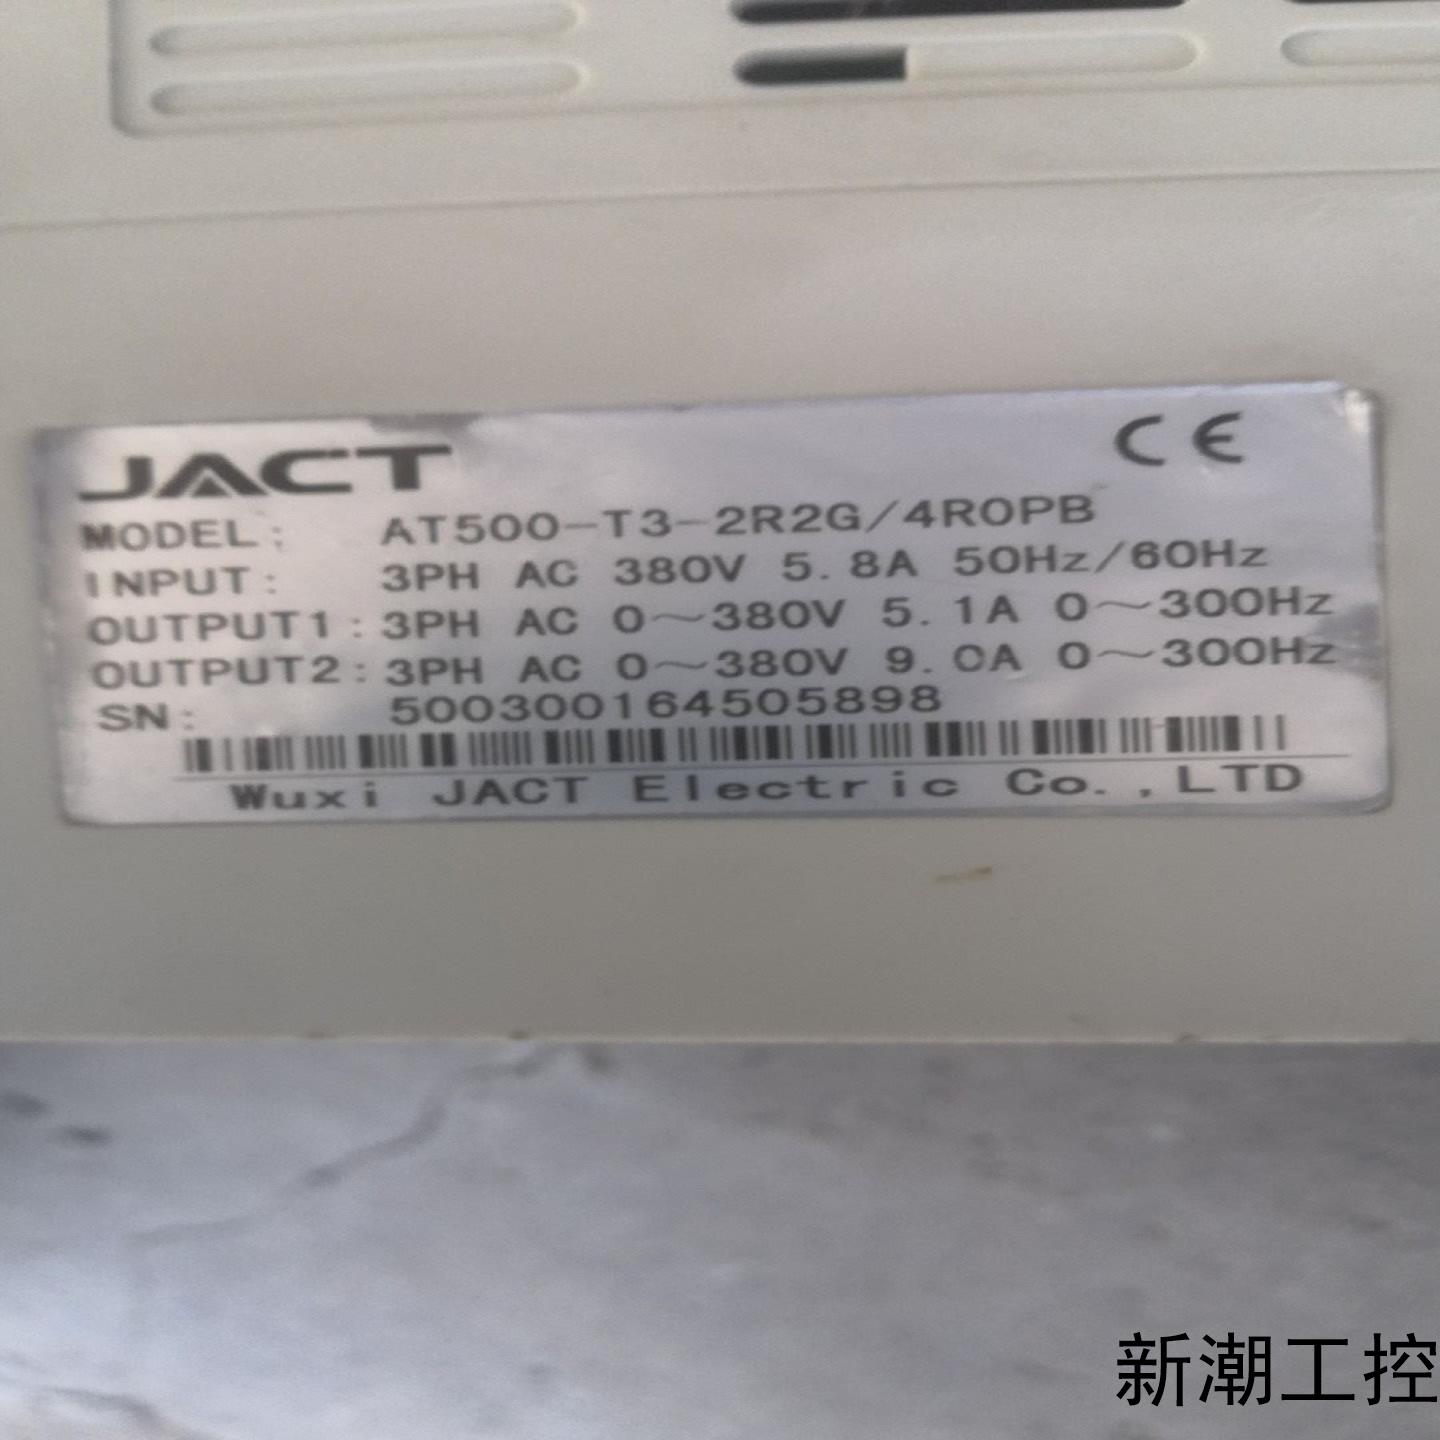 JACT
CE
MODEL: AT500-T3-2R2G/4R0PB
INPUT: 3PH AC 380V 5.8A 50Hz/60Hz
OUTPUT1: 3PH AC 0~380V 5.1A 0~300Hz
OUTPUT2: 3PH AC 0~380V 9.0A 0~300Hz
SN: 500300164505898
Wuxi JACT Electric Co.,LTD
新潮工控